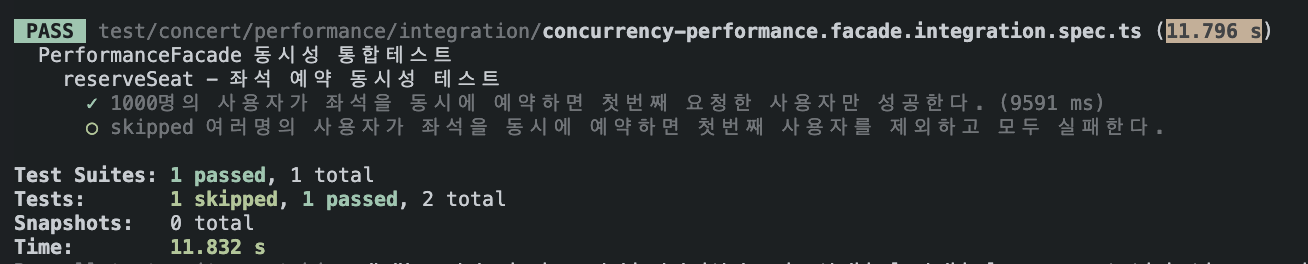 PASS test/concert/performance/integration/concurrency-performance.facade.integration.spec.ts (11.796 s)
PerformanceFacade 동시성 통합테스트
reserveSeat – 좌석 예약 동시성 테스트
✓ 1000명의 사용자가 좌석을 동시에 예약하면 첫번째 요청한 사용자만 성공한다. (9591 ms)
○ skipped 여러명의 사용자가 좌석을 동시에 예약하면 첫번째 사용자를 제외하고 모두 실패한다.
Test Suites: 1 passed, 1 total
Tests: 1 skipped, 1 passed, 2 total
Snapshots: 0 total
Time: 11.832 s